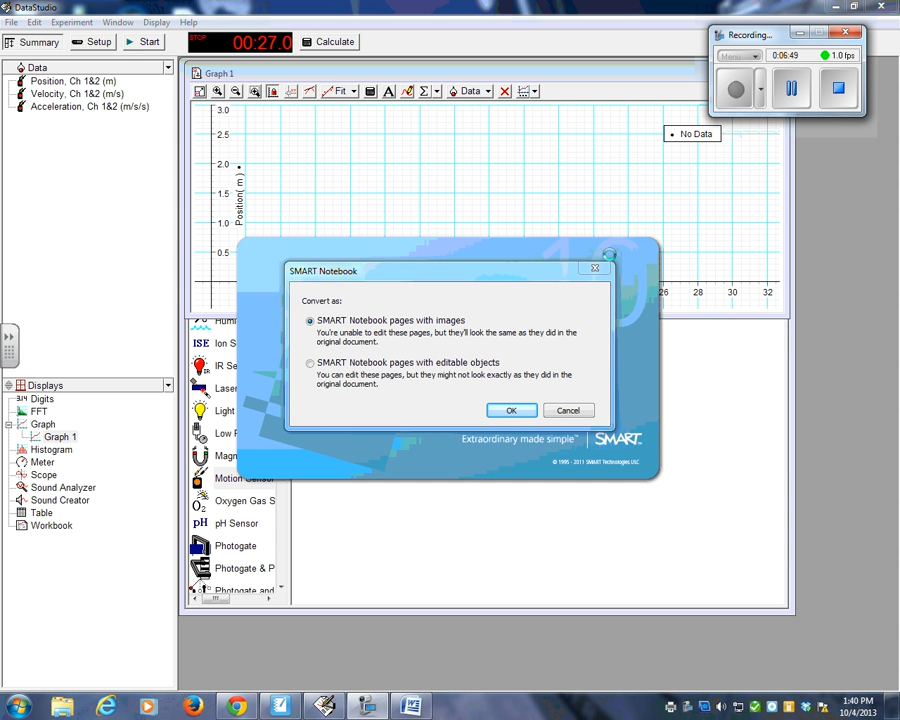 DataStudio
File Edit Experiment Window Display Help
Summary Setup Start STOP 00:27.0 Calculate
Recording...
Menu 0:06:49 1.0 fps
Data
Position, Ch 1&2 (m)
Velocity, Ch 1&2 (m/s)
Acceleration, Ch 1&2 (m/s/s)
Graph 1
Fit A Σ Data
3.0
2.5
2.0
1.5
1.0
0.5
Position( m )
No Data
26 28 30 32
SMART Notebook
Convert as:
SMART Notebook pages with images
You're unable to edit these pages, but they'll look the same as they did in the
original document.
SMART Notebook pages with editable objects
You can edit these pages, but they might not look exactly as they did in the
original document.
OK Cancel
Extraordinary made simple™ SMART
© 1995 - 2011 SMART Technologies ULC
ISE Ion S
IR Se
Laser
Light
Low P
Magn
Motion Sensor
O2 Oxygen Gas S
pH pH Sensor
Photogate
Photogate & P
Photogate and
Displays
3.14 Digits
FFT
Graph
Graph 1
Histogram
Meter
Scope
Sound Analyzer
Sound Creator
Table
Workbook
1:40 PM
10/4/2013